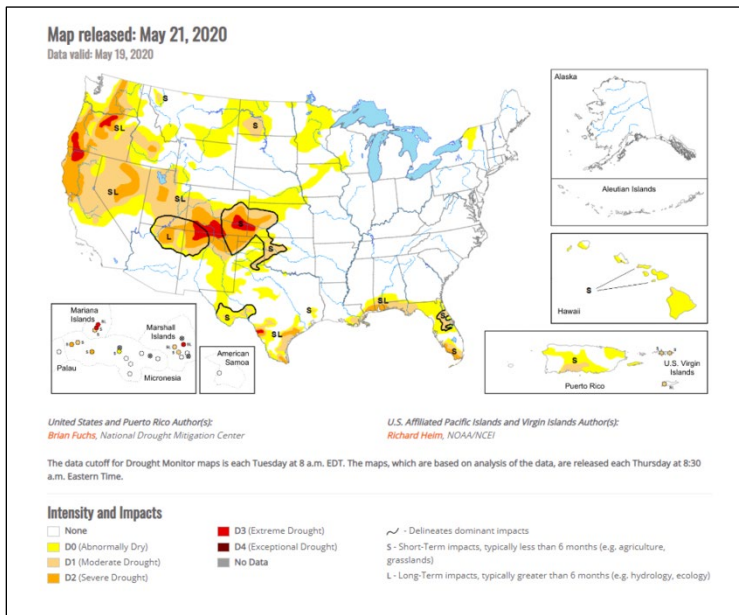 Map released: May 21, 2020
Data valid: May 19, 2020
Alaska
Aleutian Islands
Hawaii
S
S
S
SL
SL
SL
L
S
S
S
SL
S
SL
S
S
Mariana
Islands
Marshall
Islands
Palau
Micronesia
American
Samoa
S
U.S. Virgin
Islands
Puerto Rico
United States and Puerto Rico Author(s):
Brian Fuchs, National Drought Mitigation Center
U.S. Affiliated Pacific Islands and Virgin Islands Author(s):
Richard Heim, NOAA/NCEI
The data cutoff for Drought Monitor maps is each Tuesday at 8 a.m. EDT. The maps, which are based on analysis of the data, are released each Thursday at 8:30
a.m. Eastern Time.
Intensity and Impacts
None
D0 (Abnormally Dry)
D1 (Moderate Drought)
D2 (Severe Drought)
D3 (Extreme Drought)
D4 (Exceptional Drought)
No Data
- Delineates dominant impacts
S - Short-Term impacts, typically less than 6 months (e.g. agriculture,
grasslands)
L - Long-Term impacts, typically greater than 6 months (e.g. hydrology, ecology)